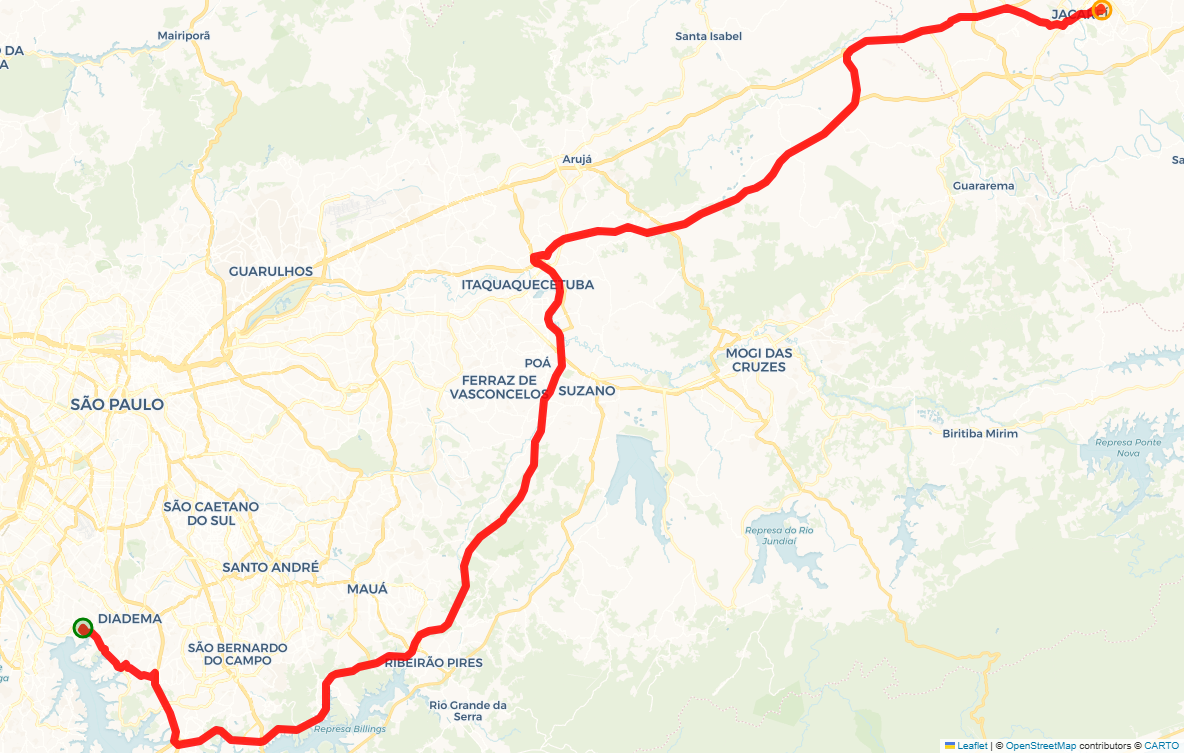 Mairiporã
Santa Isabel
JACAREÍ
DA
A
Arujá
Sa
Guararema
GUARULHOS
ITAQUAQUECETUBA
POÁ
FERRAZ DE
VASCONCELOS
SUZANO
MOGI DAS
CRUZES
SÃO PAULO
Biritiba Mirim
Represa Ponte
Nova
SÃO CAETANO
DO SUL
Represa do Rio
Jundiaí
SANTO ANDRÉ
MAUÁ
DIADEMA
SÃO BERNARDO
DO CAMPO
RIBEIRÃO PIRES
ga
Rio Grande da
Serra
Represa Billings
Leaflet | © OpenStreetMap contributors © CARTO